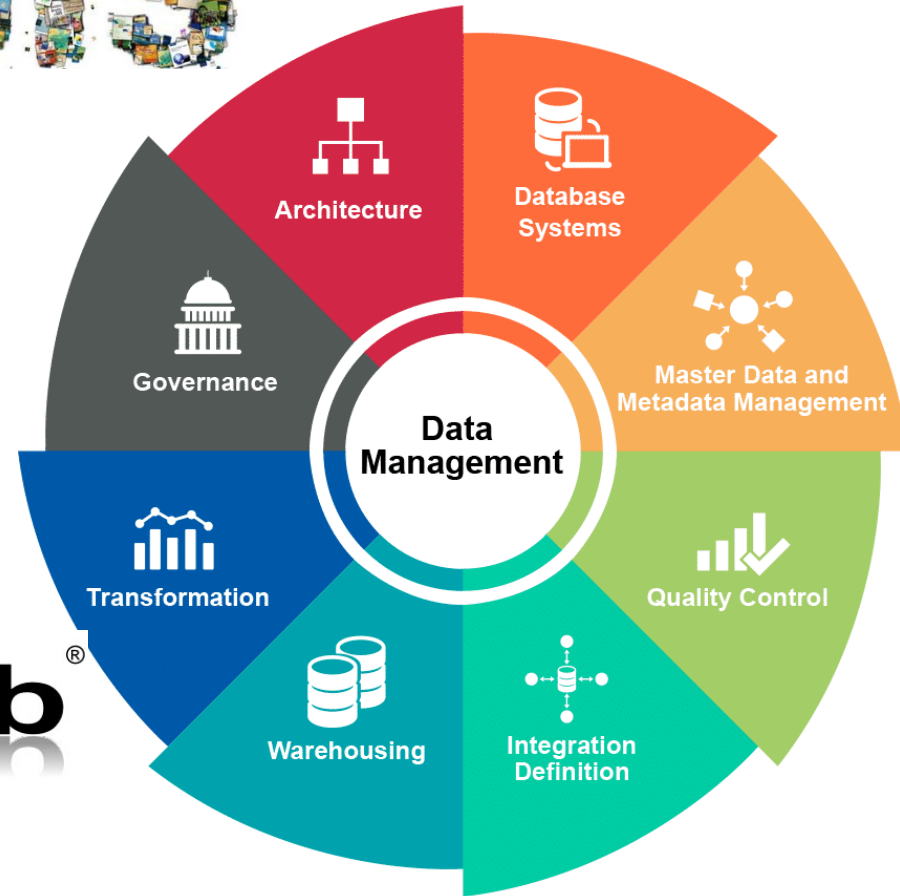 Architecture
Database
Systems
Master Data and
Metadata Management
Governance
Data
Management
Transformation
Quality Control
b®
Warehousing
Integration
Definition